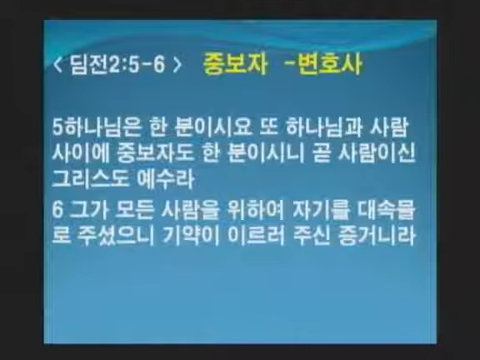 < 딤전2:5-6 > 중보자 -변호사
5하나님은 한 분이시요 또 하나님과 사람
사이에 중보자도 한 분이시니 곧 사람이신
그리스도 예수라
6 그가 모든 사람을 위하여 자기를 대속물
로 주셨으니 기약이 이르러 주신 증거니라